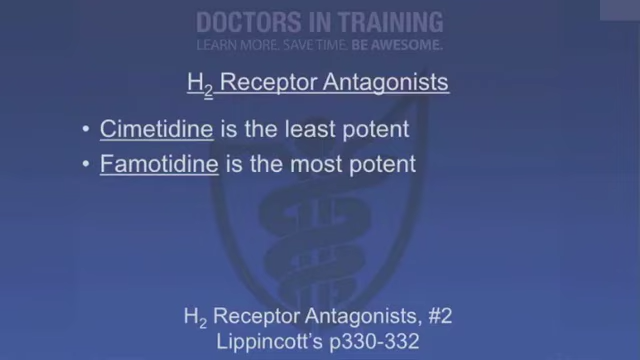 DOCTORS IN TRAINING
LEARN MORE. SAVE TIME. BE AWESOME.
H₂ Receptor Antagonists
• Cimetidine is the least potent
• Famotidine is the most potent
H₂ Receptor Antagonists, #2
Lippincott's p330-332